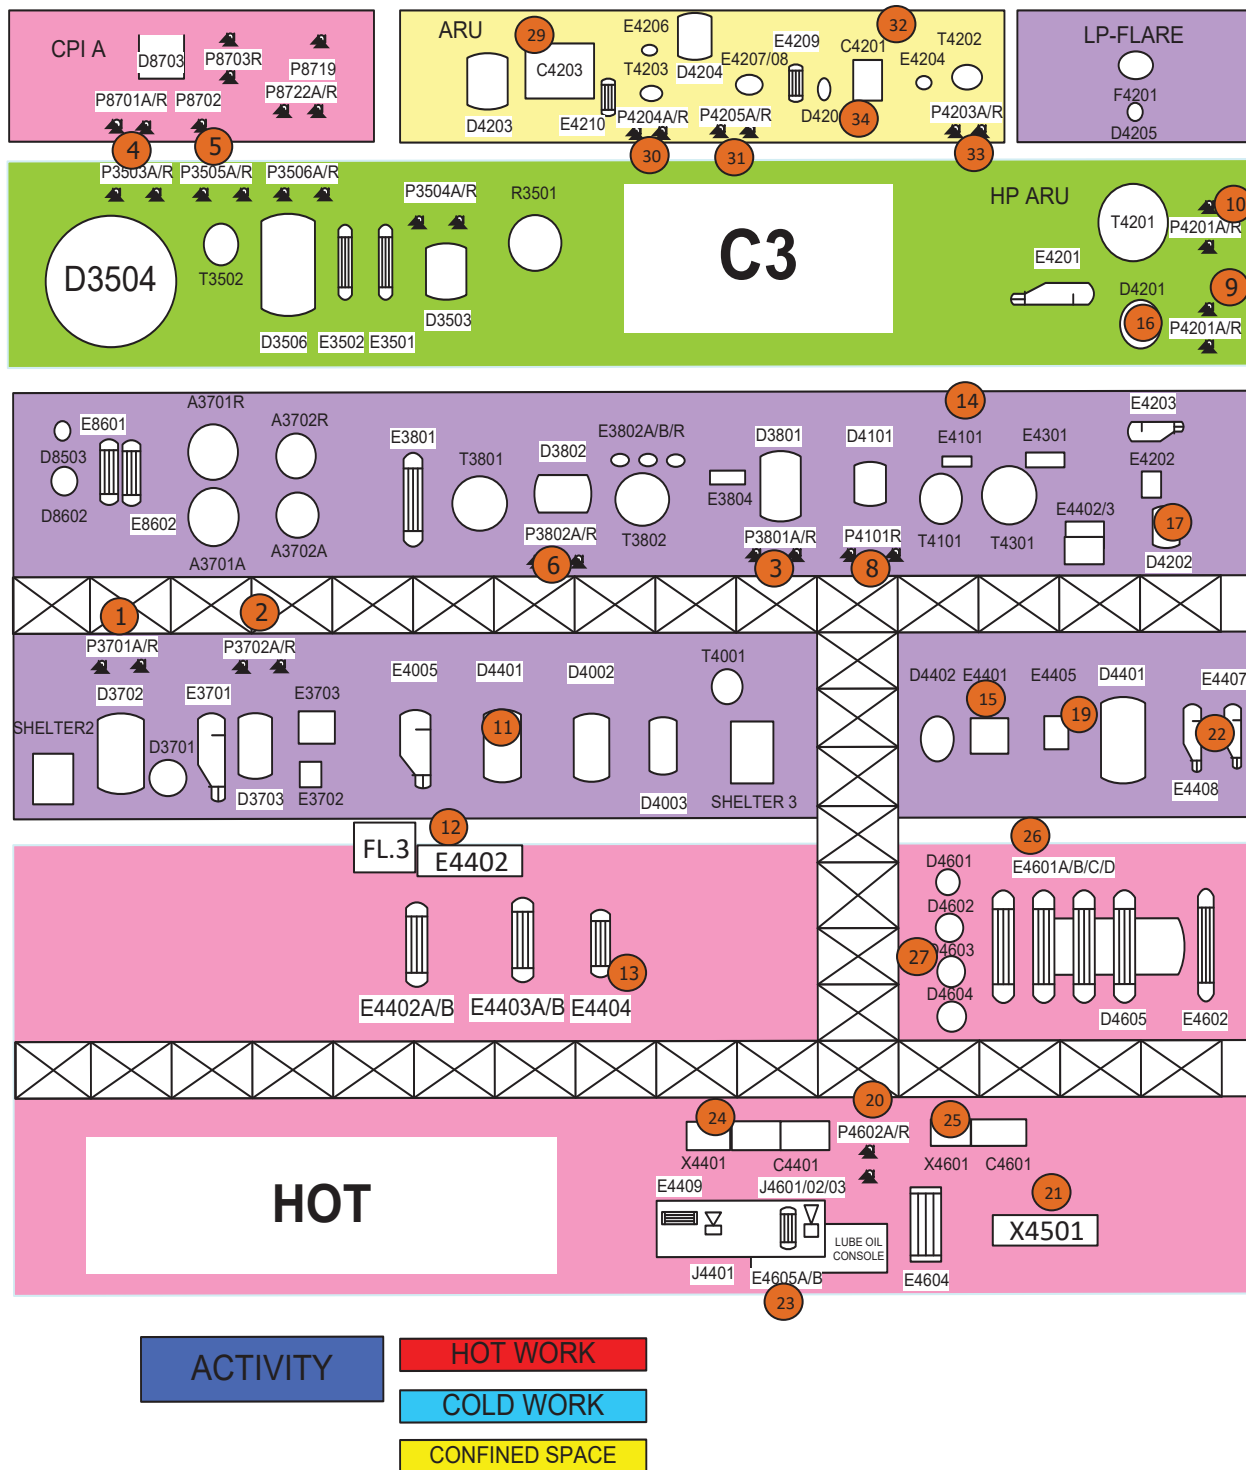 CPI A
D8703
P8703R
P8719
P8701A/R
P8702
P8722A/R
4
5
ARU
29
E4206
C4203
T4203
D4204
E4207/08
E4209
C4201
32
T4202
E4204
D4203
E4210
P4204A/R
P4205A/R
D420
34
P4203A/R
30
31
33
LP-FLARE
F4201
D4205
P3503A/R
P3505A/R
P3506A/R
P3504A/R
R3501
D3504
T3502
D3506
E3502
E3501
D3503
C3
HP ARU
T4201
10
P4201A/R
E4201
D4201
9
16
P4201A/R
E8601
D8503
D8602
E8602
A3701R
A3702R
A3701A
A3702A
E3801
T3801
D3802
E3802A/B/R
P3802A/R
T3802
6
E3804
D3801
P3801A/R
3
D4101
P4101R
8
14
E4101
E4301
T4101
T4301
E4402/3
E4203
E4202
17
D4202
1
2
P3701A/R
P3702A/R
SHELTER2
D3702
D3701
E3701
D3703
E3703
E3702
E4005
D4401
11
D4002
D4003
T4001
SHELTER 3
D4402
E4401
15
E4405
19
D4401
E4407
22
E4408
12
FL.3
E4402
E4402A/B
E4403A/B
E4404
13
26
D4601
E4601A/B/C/D
D4602
27
D4603
D4604
D4605
E4602
HOT
24
X4401
C4401
20
P4602A/R
25
X4601
C4601
21
X4501
E4409
J4601/02/03
LUBE OIL
CONSOLE
J4401
E4605A/B
23
E4604
ACTIVITY
HOT WORK
COLD WORK
CONFINED SPACE